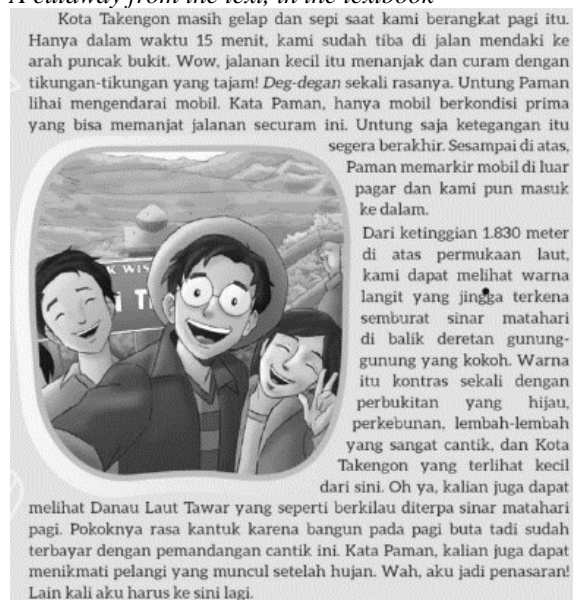 A cutaway from the text, in the textbook
Kota Takengon masih gelap dan sepi saat kami berangkat pagi itu.
Hanya dalam waktu 15 menit, kami sudah tiba di jalan mendaki ke
arah puncak bukit. Wow, jalanan kecil itu menanjak dan curam dengan
tikungan-tikungan yang tajam! Deg-degan sekali rasanya. Untung Paman
lihai mengendarai mobil. Kata Paman, hanya mobil berkondisi prima
yang bisa memanjat jalanan securam ini. Untung saja ketegangan itu
segera berakhir. Sesampai di atas,
Paman memarkir mobil di luar
pagar dan kami pun masuk
ke dalam.
Dari ketinggian 1.830 meter
di atas permukaan laut,
kami dapat melihat warna
langit yang jingga terkena
semburat sinar matahari
di balik deretan gunung-
gunung yang kokoh. Warna
itu kontras sekali dengan
perbukitan yang hijau,
perkebunan, lembah-lembah
yang sangat cantik, dan Kota
Takengon yang terlihat kecil
dari sini. Oh ya, kalian juga dapat
melihat Danau Laut Tawar yang seperti berkilau diterpa sinar matahari
pagi. Pokoknya rasa kantuk karena bangun pada pagi buta tadi sudah
terbayar dengan pemandangan cantik ini. Kata Paman, kalian juga dapat
menikmati pelangi yang muncul setelah hujan. Wah, aku jadi penasaran!
Lain kali aku harus ke sini lagi.